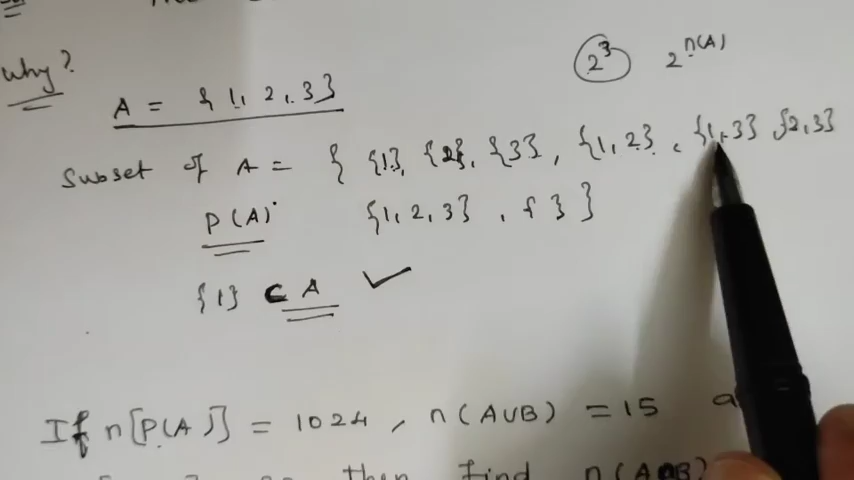 why?
2³ 2^n(A)
A = { 1, 2, 3 }
Subset of A = { {1}, {2}, {3}, {1, 2}, {1, 3} {2, 3}
P(A) {1, 2, 3}, { } }
{1} ⊂ A ✓
If n[P(A)] = 1024, n(A∪B) = 15
then find